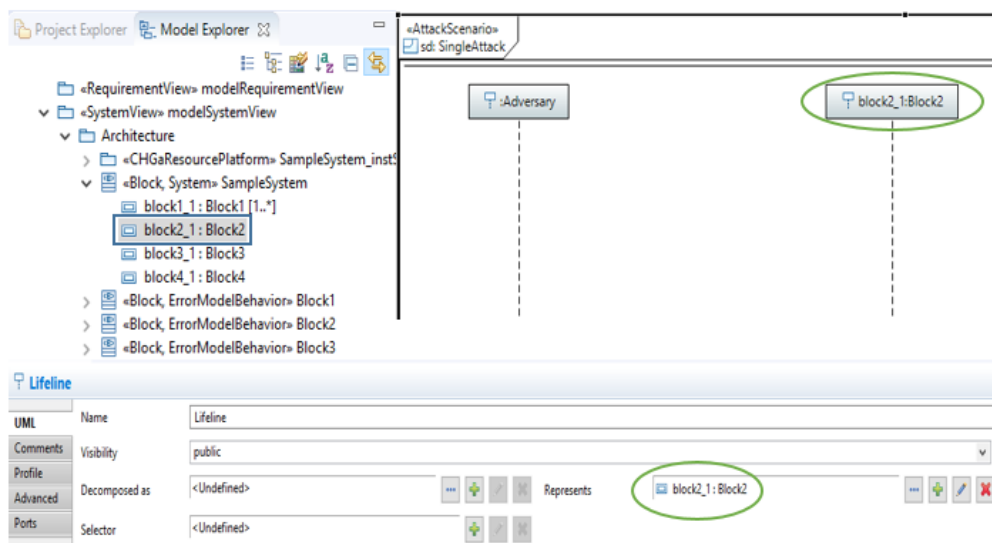 Project Explorer Model Explorer
«RequirementView» modelRequirementView
«SystemView» modelSystemView
Architecture
«CHGaResourcePlatform» SampleSystem_instS
«Block, System» SampleSystem
block1_1 : Block1 [1..*]
block2_1 : Block2
block3_1 : Block3
block4_1 : Block4
«Block, ErrorModelBehavior» Block1
«Block, ErrorModelBehavior» Block2
«Block, ErrorModelBehavior» Block3
«AttackScenario»
sd: SingleAttack
:Adversary
block2_1:Block2
Lifeline
UML
Comments
Profile
Advanced
Ports
Name Lifeline
Visibility public
Decomposed as <Undefined> Represents block2_1 : Block2
Selector <Undefined>